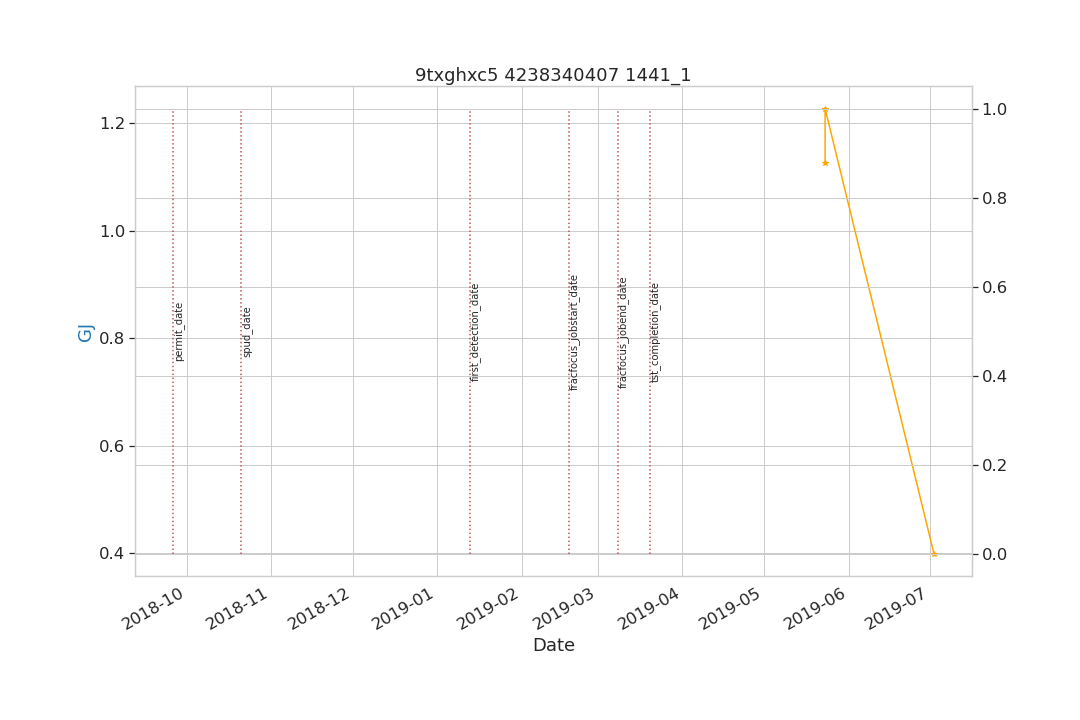 9txghxc5 4238340407 1441_1
GJ
1.2
1.0
0.8
0.6
0.4
1.0
0.8
0.6
0.4
0.2
0.0
permit_date
spud_date
first_detection_date
fracfocus_jobstart_date
fracfocus_jobend_date
tst_completion_date
2018-10
2018-11
2018-12
2019-01
2019-02
2019-03
2019-04
2019-05
2019-06
2019-07
Date